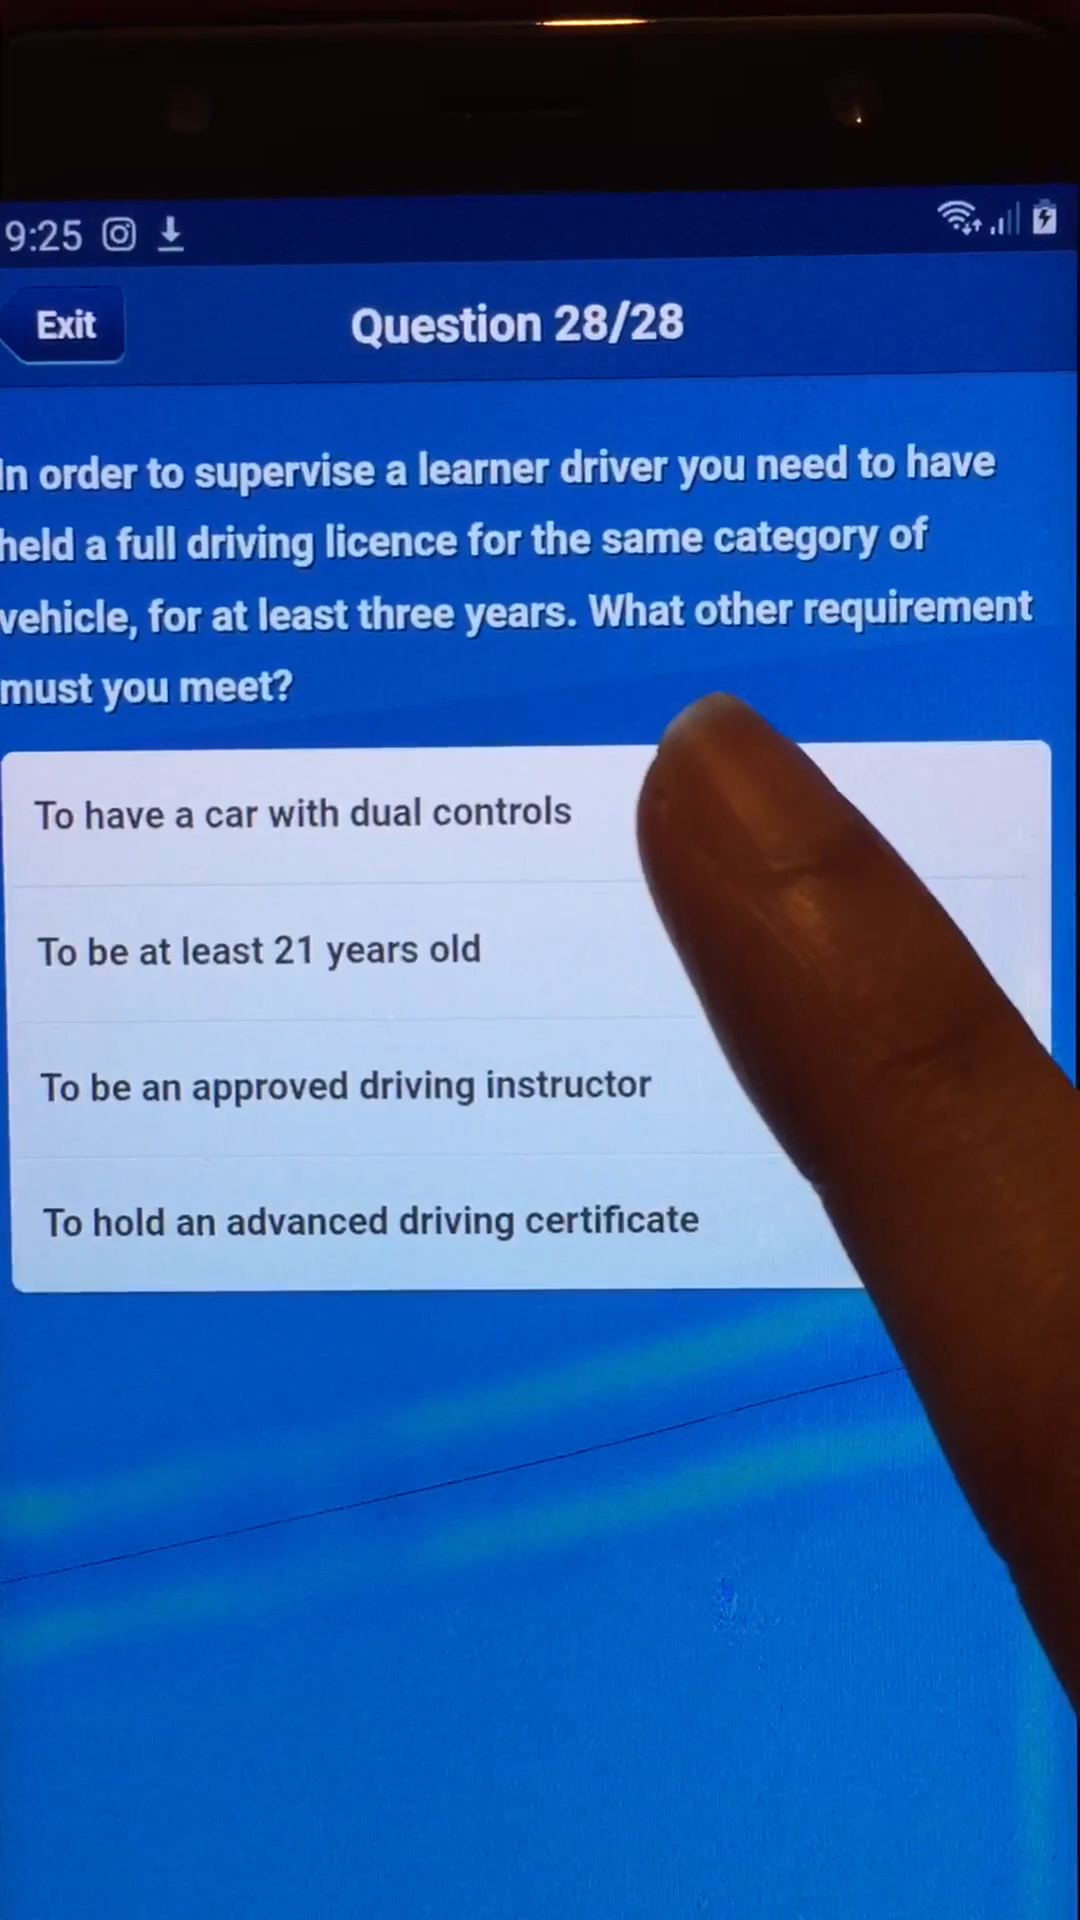 9:25
Exit
Question 28/28
In order to supervise a learner driver you need to have
held a full driving licence for the same category of
vehicle, for at least three years. What other requirement
must you meet?
To have a car with dual controls
To be at least 21 years old
To be an approved driving instructor
To hold an advanced driving certificate